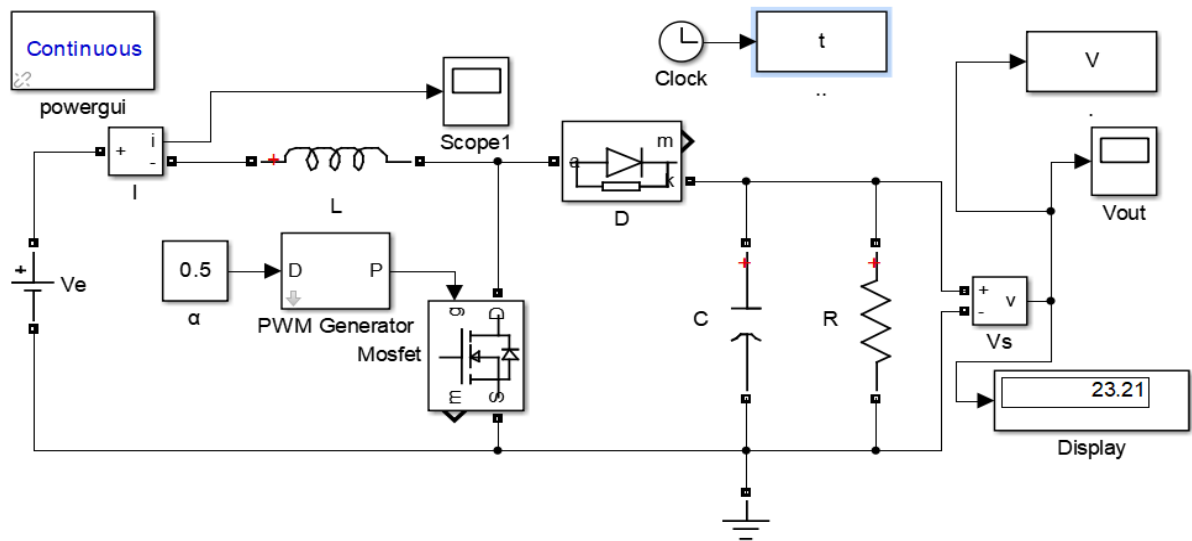 Continuous
powergui
+
i
-
I
Scope1
Clock
t
..
V
.
Vout
+
L
a
m
k
D
+
Ve
0.5
α
D
P
PWM Generator
Mosfet
g
D
m
S
+
C
+
R
+
-
v
Vs
23.21
Display